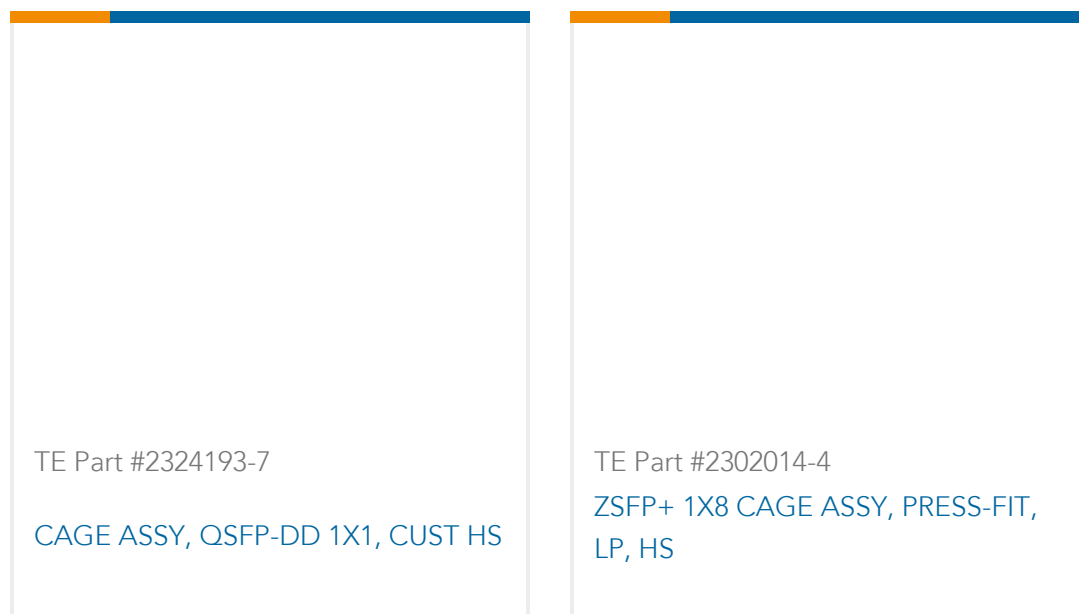 TE Part #2324193-7
CAGE ASSY, QSFP-DD 1X1, CUST HS
TE Part #2302014-4
ZSFP+ 1X8 CAGE ASSY, PRESS-FIT,
LP, HS